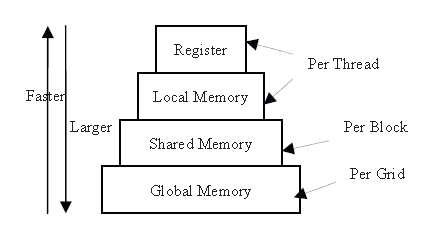 Register
Per Thread
Faster
Local Memory
Larger
Per Block
Shared Memory
Per Grid
Global Memory